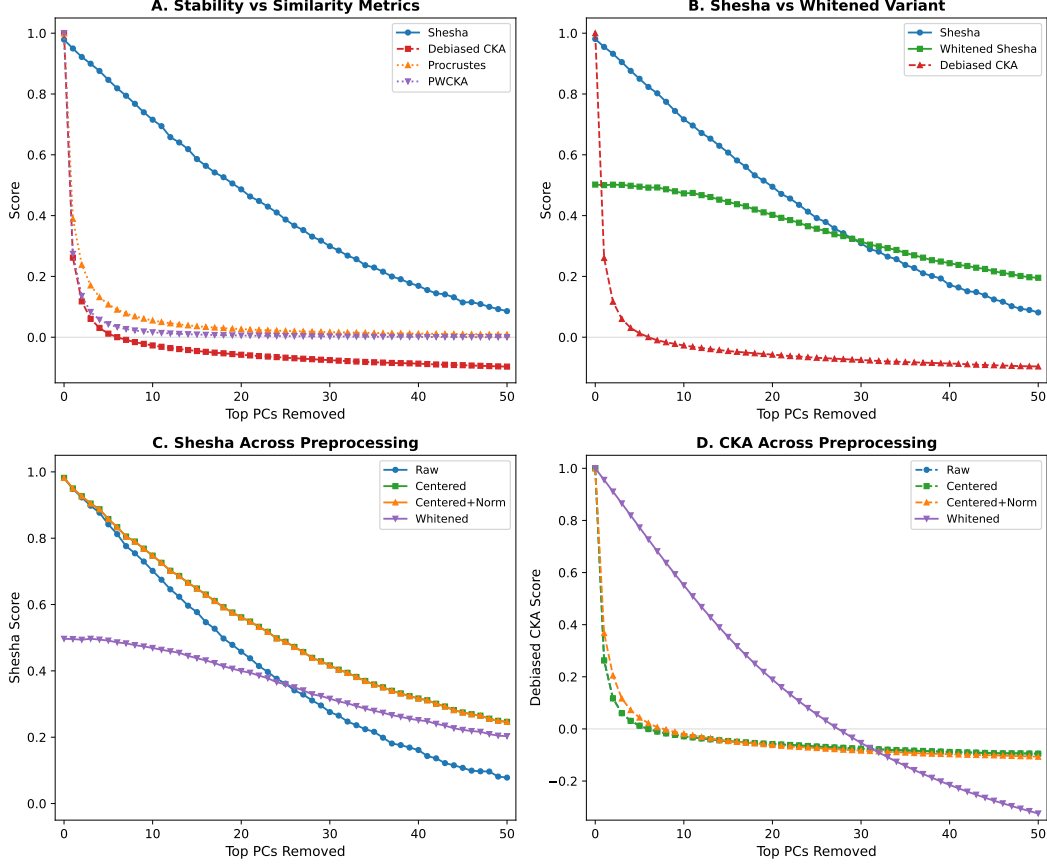 A. Stability vs Similarity Metrics
1.0
0.8
0.6
0.4
0.2
0.0
Score
0 10 20 30 40 50
Top PCs Removed
Shesha
Debiased CKA
Procrustes
PWCKA
B. Shesha vs Whitened Variant
1.0
0.8
0.6
0.4
0.2
0.0
Score
0 10 20 30 40 50
Top PCs Removed
Shesha
Whitened Shesha
Debiased CKA
C. Shesha Across Preprocessing
1.0
0.8
0.6
0.4
0.2
0.0
Shesha Score
0 10 20 30 40 50
Top PCs Removed
Raw
Centered
Centered+Norm
Whitened
D. CKA Across Preprocessing
1.0
0.8
0.6
0.4
0.2
0.0
−0.2
Debiased CKA Score
0 10 20 30 40 50
Top PCs Removed
Raw
Centered
Centered+Norm
Whitened